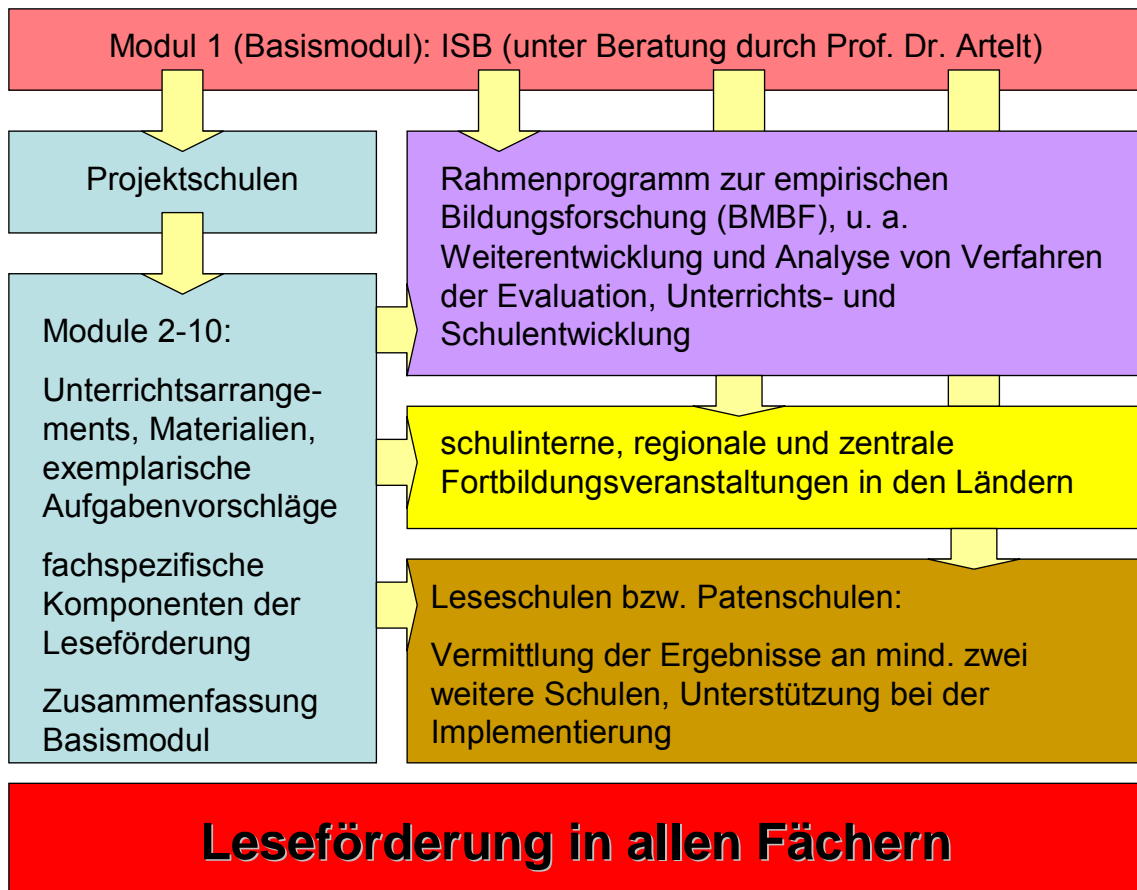 Modul 1 (Basismodul): ISB (unter Beratung durch Prof. Dr. Artelt)
Projektschulen
Module 2-10:
Unterrichtsarrange-
ments, Materialien,
exemplarische
Aufgabenvorschläge
fachspezifische
Komponenten der
Leseförderung
Zusammenfassung
Basismodul
Rahmenprogramm zur empirischen
Bildungsforschung (BMBF), u. a.
Weiterentwicklung und Analyse von Verfahren
der Evaluation, Unterrichts- und
Schulentwicklung
schulinterne, regionale und zentrale
Fortbildungsveranstaltungen in den Ländern
Leseschulen bzw. Patenschulen:
Vermittlung der Ergebnisse an mind. zwei
weitere Schulen, Unterstützung bei der
Implementierung
Leseförderung in allen Fächern